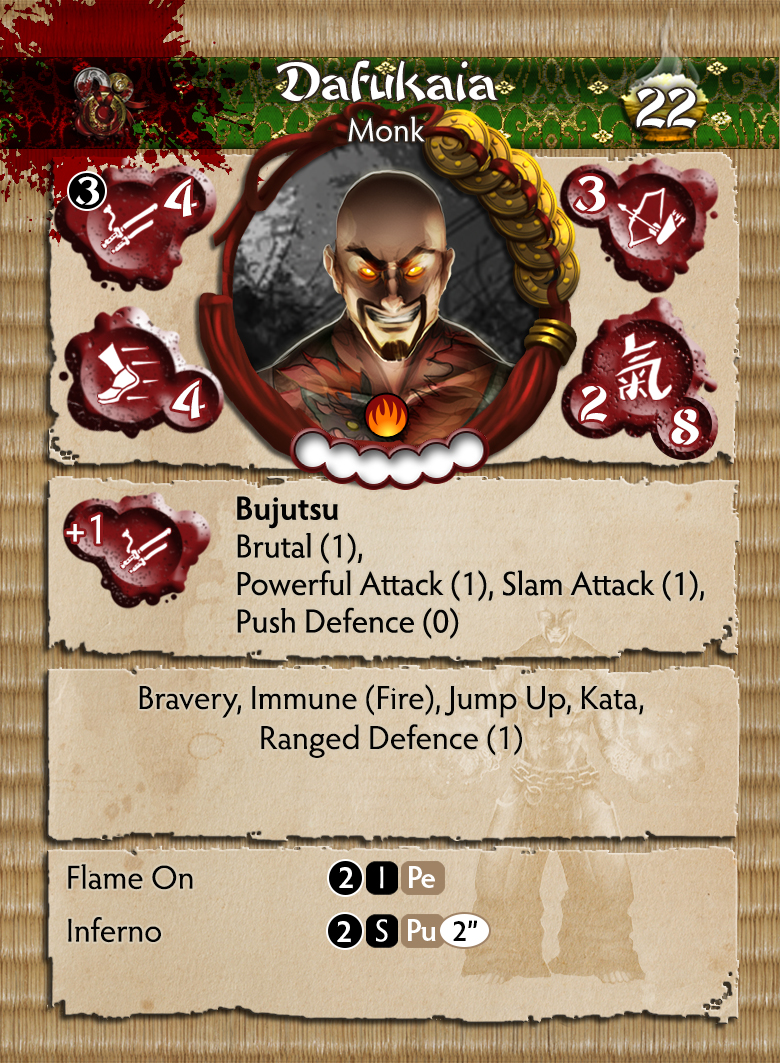 Dafukaia
22
Monk
3 4
3
4
氣
2 8
+1
Bujutsu
Brutal (1),
Powerful Attack (1), Slam Attack (1),
Push Defence (0)
Bravery, Immune (Fire), Jump Up, Kata,
Ranged Defence (1)
Flame On 2 I Pe
Inferno 2 S Pu 2”